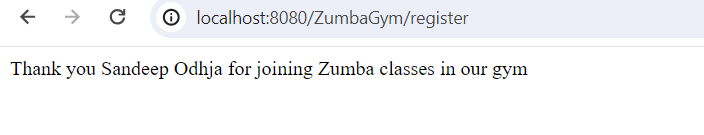 localhost:8080/ZumbaGym/register
Thank you Sandeep Odhja for joining Zumba classes in our gym